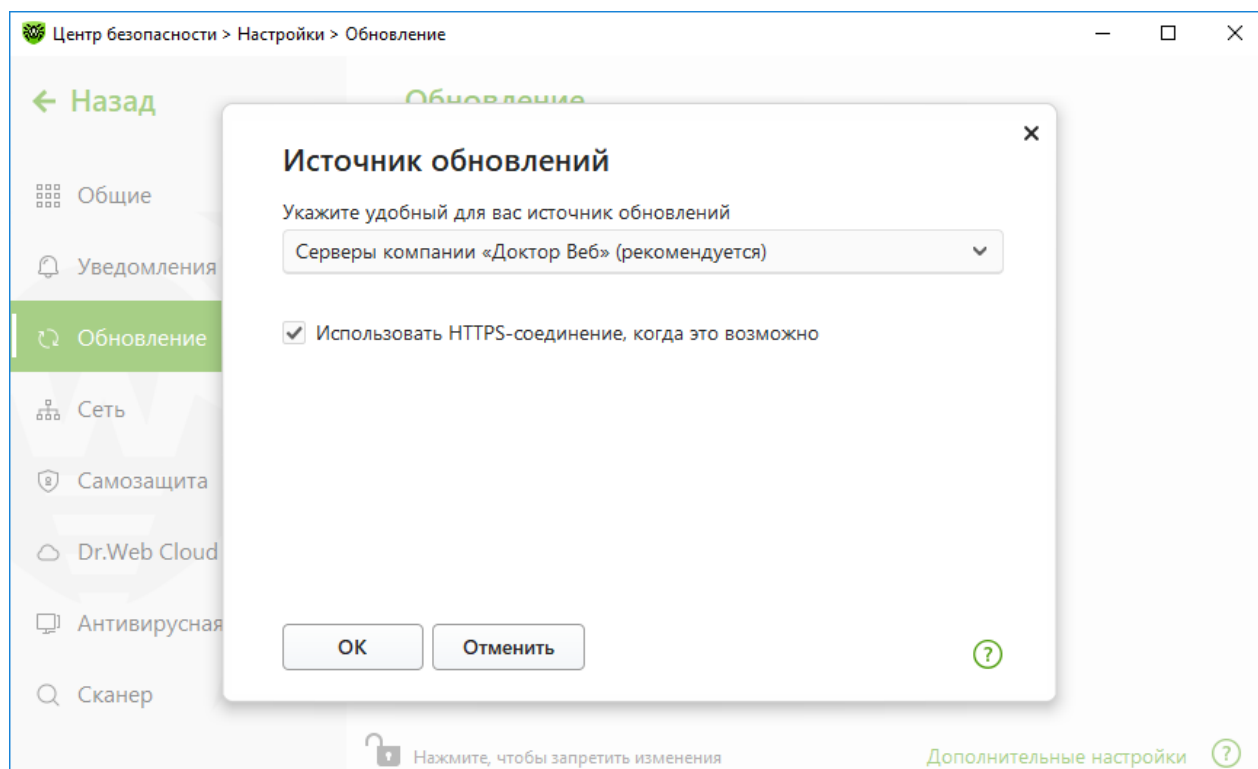 Центр безопасности > Настройки > Обновление
Назад
Обновление
Общие
Уведомления
Обновление
Сеть
Самозащита
Dr.Web Cloud
Антивирусная
Сканер
Источник обновлений
Укажите удобный для вас источник обновлений
Серверы компании «Доктор Веб» (рекомендуется)
Использовать HTTPS-соединение, когда это возможно
ОК
Отменить
?
Нажмите, чтобы запретить изменения
Дополнительные настройки
?